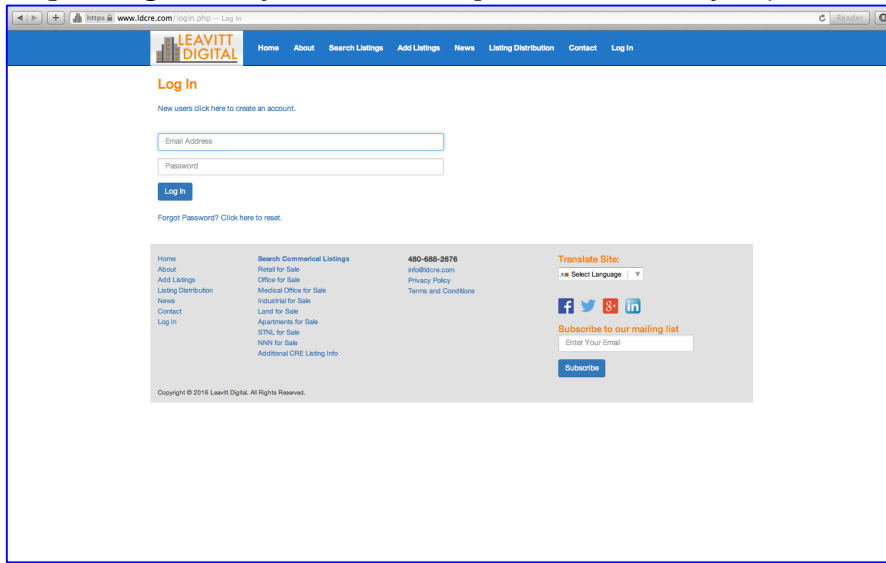 https www.ldcre.com/login.php — Log In
Reader
LEAVITT
DIGITAL
Home About Search Listings Add Listings News Listing Distribution Contact Log In
Log In
New users click here to create an account.
Email Address
Password
Log In
Forgot Password? Click here to reset.
Home
About
Add Listings
Listing Distribution
News
Contact
Log In
Search Commerical Listings
Retail for Sale
Office for Sale
Medical Office for Sale
Industrial for Sale
Land for Sale
Apartments for Sale
STNL for Sale
NNN for Sale
Additional CRE Listing Info
480-688-2676
info@ldcre.com
Privacy Policy
Terms and Conditions
Translate Site:
Select Language
Subscribe to our mailing list
Enter Your Email
Subscribe
Copyright © 2016 Leavitt Digital. All Rights Reserved.